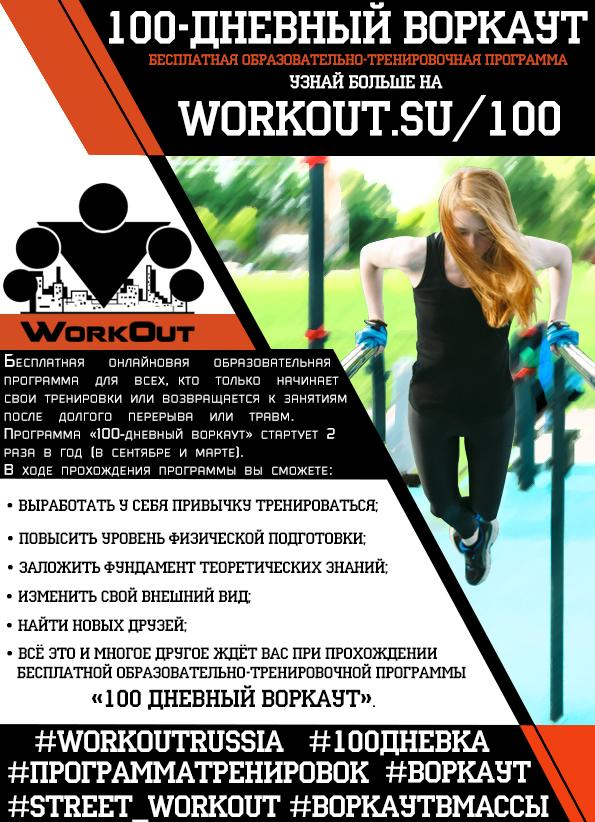 100-ДНЕВНЫЙ ВОРКАУТ
БЕСПЛАТНАЯ ОБРАЗОВАТЕЛЬНО-ТРЕНИРОВОЧНАЯ ПРОГРАММА
УЗНАЙ БОЛЬШЕ НА
WORKOUT.SU/100
WORKOUT
БЕСПЛАТНАЯ ОНЛАЙНОВАЯ ОБРАЗОВАТЕЛЬНАЯ
ПРОГРАММА ДЛЯ ВСЕХ, КТО ТОЛЬКО НАЧИНАЕТ
СВОИ ТРЕНИРОВКИ ИЛИ ВОЗВРАЩАЕТСЯ К ЗАНЯТИЯМ
ПОСЛЕ ДОЛГОГО ПЕРЕРЫВА ИЛИ ТРАВМ.
ПРОГРАММА «100-ДНЕВНЫЙ ВОРКАУТ» СТАРТУЕТ 2
РАЗА В ГОД (В СЕНТЯБРЕ И МАРТЕ).
В ХОДЕ ПРОХОЖДЕНИЯ ПРОГРАММЫ ВЫ СМОЖЕТЕ:
• ВЫРАБОТАТЬ У СЕБЯ ПРИВЫЧКУ ТРЕНИРОВАТЬСЯ;
• ПОВЫСИТЬ УРОВЕНЬ ФИЗИЧЕСКОЙ ПОДГОТОВКИ;
• ЗАЛОЖИТЬ ФУНДАМЕНТ ТЕОРЕТИЧЕСКИХ ЗНАНИЙ;
• ИЗМЕНИТЬ СВОЙ ВНЕШНИЙ ВИД;
• НАЙТИ НОВЫХ ДРУЗЕЙ;
• ВСЁ ЭТО И МНОГОЕ ДРУГОЕ ЖДЁТ ВАС ПРИ ПРОХОЖДЕНИИ
БЕСПЛАТНОЙ ОБРАЗОВАТЕЛЬНО-ТРЕНИРОВОЧНОЙ ПРОГРАММЫ
«100 ДНЕВНЫЙ ВОРКАУТ».
#WORKOUTRUSSIA #100ДНЕВКА
#ПРОГРАММАТРЕНИРОВОК #ВОРКАУТ
#STREET_WORKOUT #ВОРКАУТВМАССЫ